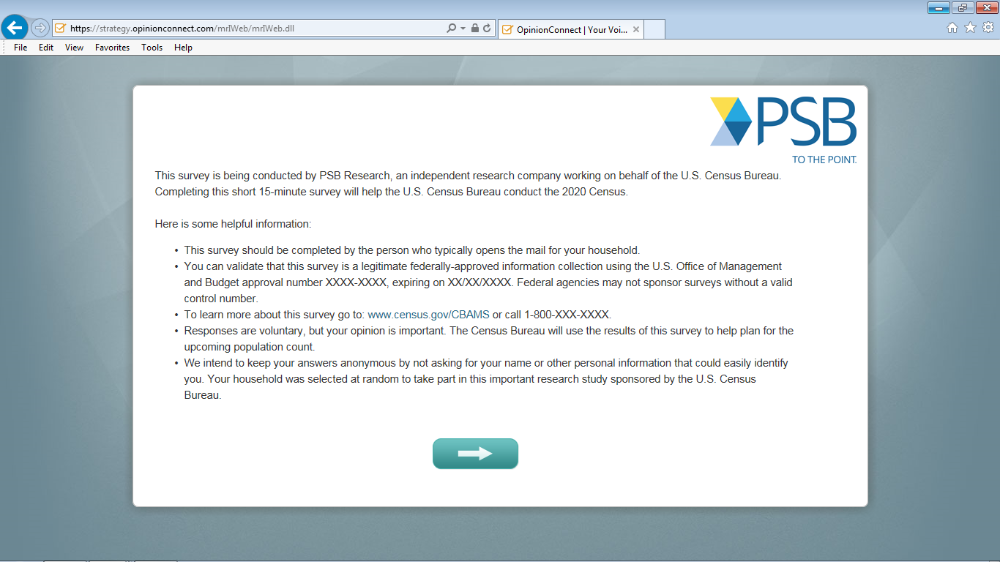 https://strategy.opinionconnect.com/mrIWeb/mrIWeb.dll
OpinionConnect | Your Voi...
File Edit View Favorites Tools Help
PSB
TO THE POINT.
This survey is being conducted by PSB Research, an independent research company working on behalf of the U.S. Census Bureau.
Completing this short 15-minute survey will help the U.S. Census Bureau conduct the 2020 Census.
Here is some helpful information:
• This survey should be completed by the person who typically opens the mail for your household.
• You can validate that this survey is a legitimate federally-approved information collection using the U.S. Office of Management
and Budget approval number XXXX-XXXX, expiring on XX/XX/XXXX. Federal agencies may not sponsor surveys without a valid
control number.
• To learn more about this survey go to: www.census.gov/CBAMS or call 1-800-XXX-XXXX.
• Responses are voluntary, but your opinion is important. The Census Bureau will use the results of this survey to help plan for the
upcoming population count.
• We intend to keep your answers anonymous by not asking for your name or other personal information that could easily identify
you. Your household was selected at random to take part in this important research study sponsored by the U.S. Census
Bureau.